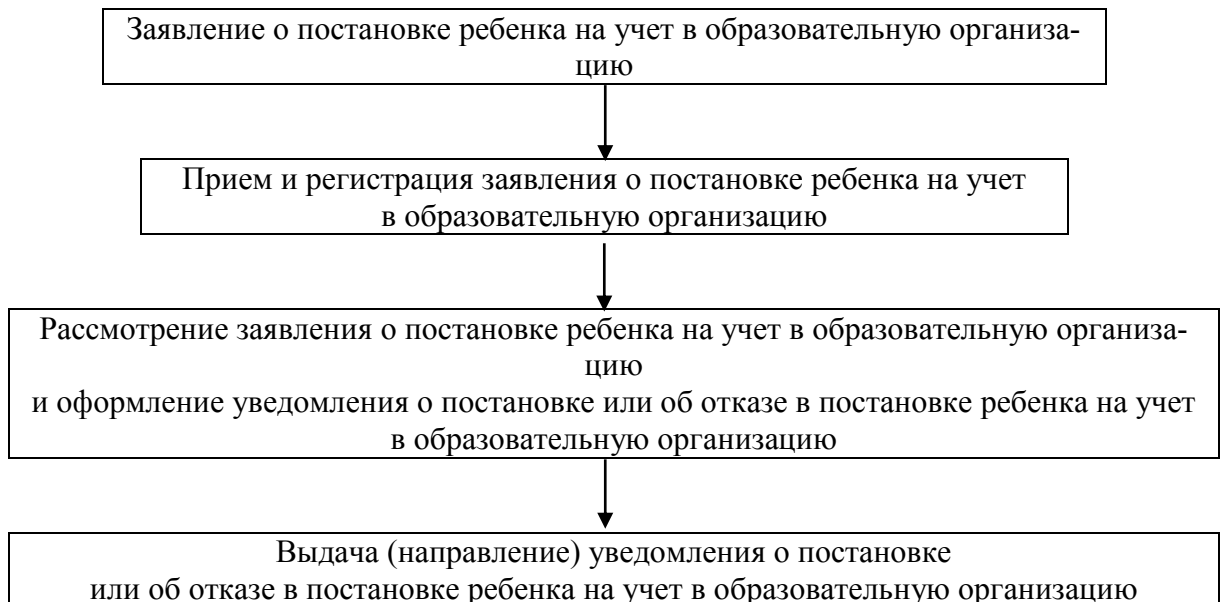 Заявление о постановке ребенка на учет в образовательную организа-
цию
Прием и регистрация заявления о постановке ребенка на учет
в образовательную организацию
Рассмотрение заявления о постановке ребенка на учет в образовательную организа-
цию
и оформление уведомления о постановке или об отказе в постановке ребенка на учет
в образовательную организацию
Выдача (направление) уведомления о постановке
или об отказе в постановке ребенка на учет в образовательную организацию